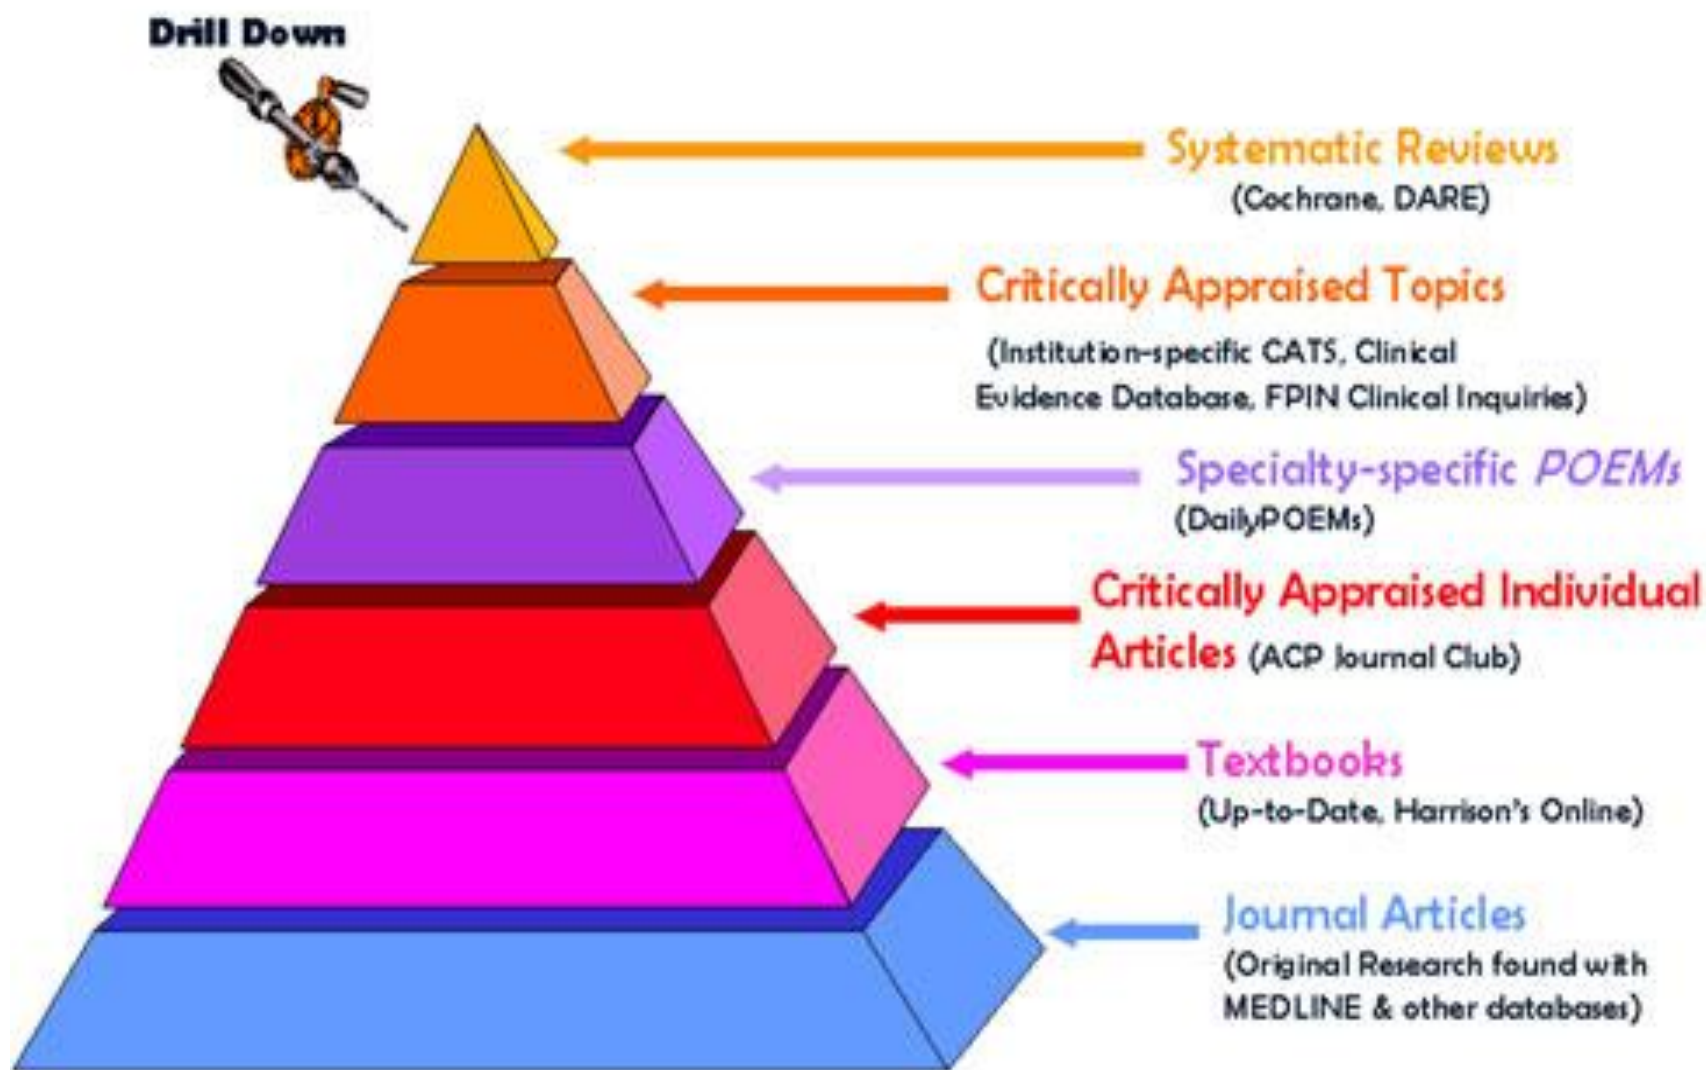 Drill Down
Systematic Reviews
(Cochrane, DARE)
Critically Appraised Topics
(Institution-specific CATS, Clinical
Evidence Database, FPIN Clinical Inquiries)
Specialty-specific POEMs
(DailyPOEMs)
Critically Appraised Individual
Articles (ACP Journal Club)
Textbooks
(Up-to-Date, Harrison's Online)
Journal Articles
(Original Research found with
MEDLINE & other databases)